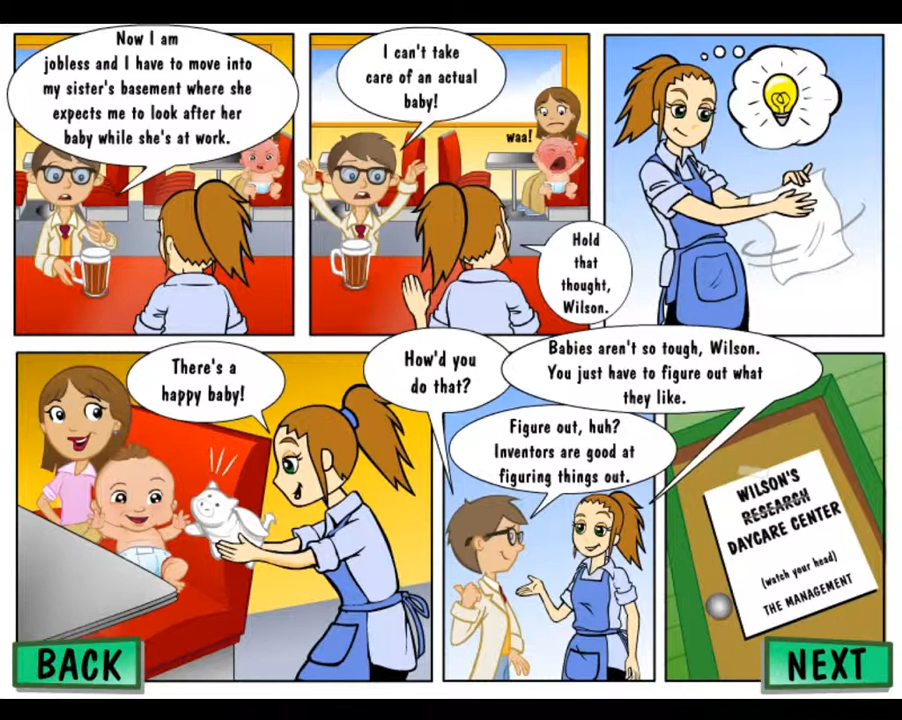 Now I am
jobless and I have to move into
my sister's basement where she
expects me to look after her
baby while she's at work.
I can't take
care of an actual
baby!
waa!
Hold
that
thought,
Wilson.
There's a
happy baby!
How'd you
do that?
Babies aren't so tough, Wilson.
You just have to figure out what
they like.
Figure out, huh?
Inventors are good at
figuring things out.
WILSON'S
RESEARCH
DAYCARE CENTER
(watch your head)
THE MANAGEMENT
BACK
NEXT